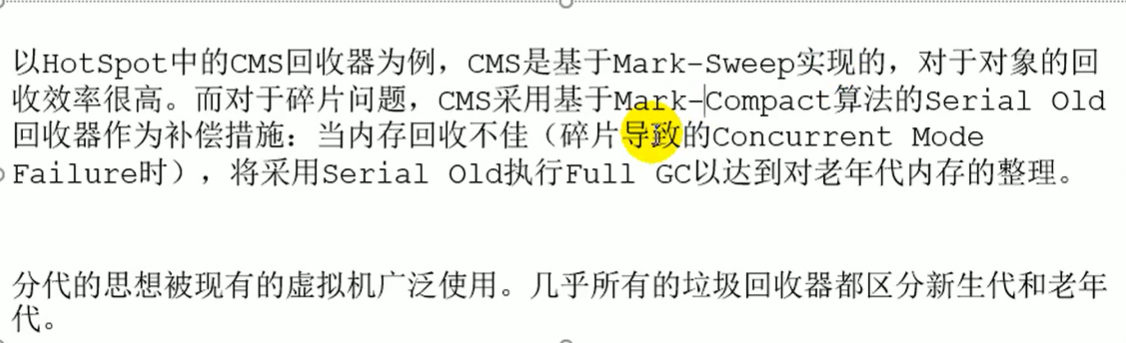 以HotSpot中的CMS回收器为例，CMS是基于Mark-Sweep实现的，对于对象的回
收效率很高。而对于碎片问题，CMS采用基于Mark-Compact算法的Serial Old
回收器作为补偿措施：当内存回收不佳（碎片导致的Concurrent Mode
Failure时），将采用Serial Old执行Full GC以达到对老年代内存的整理。
分代的思想被现有的虚拟机广泛使用。几乎所有的垃圾回收器都区分新生代和老年
代。